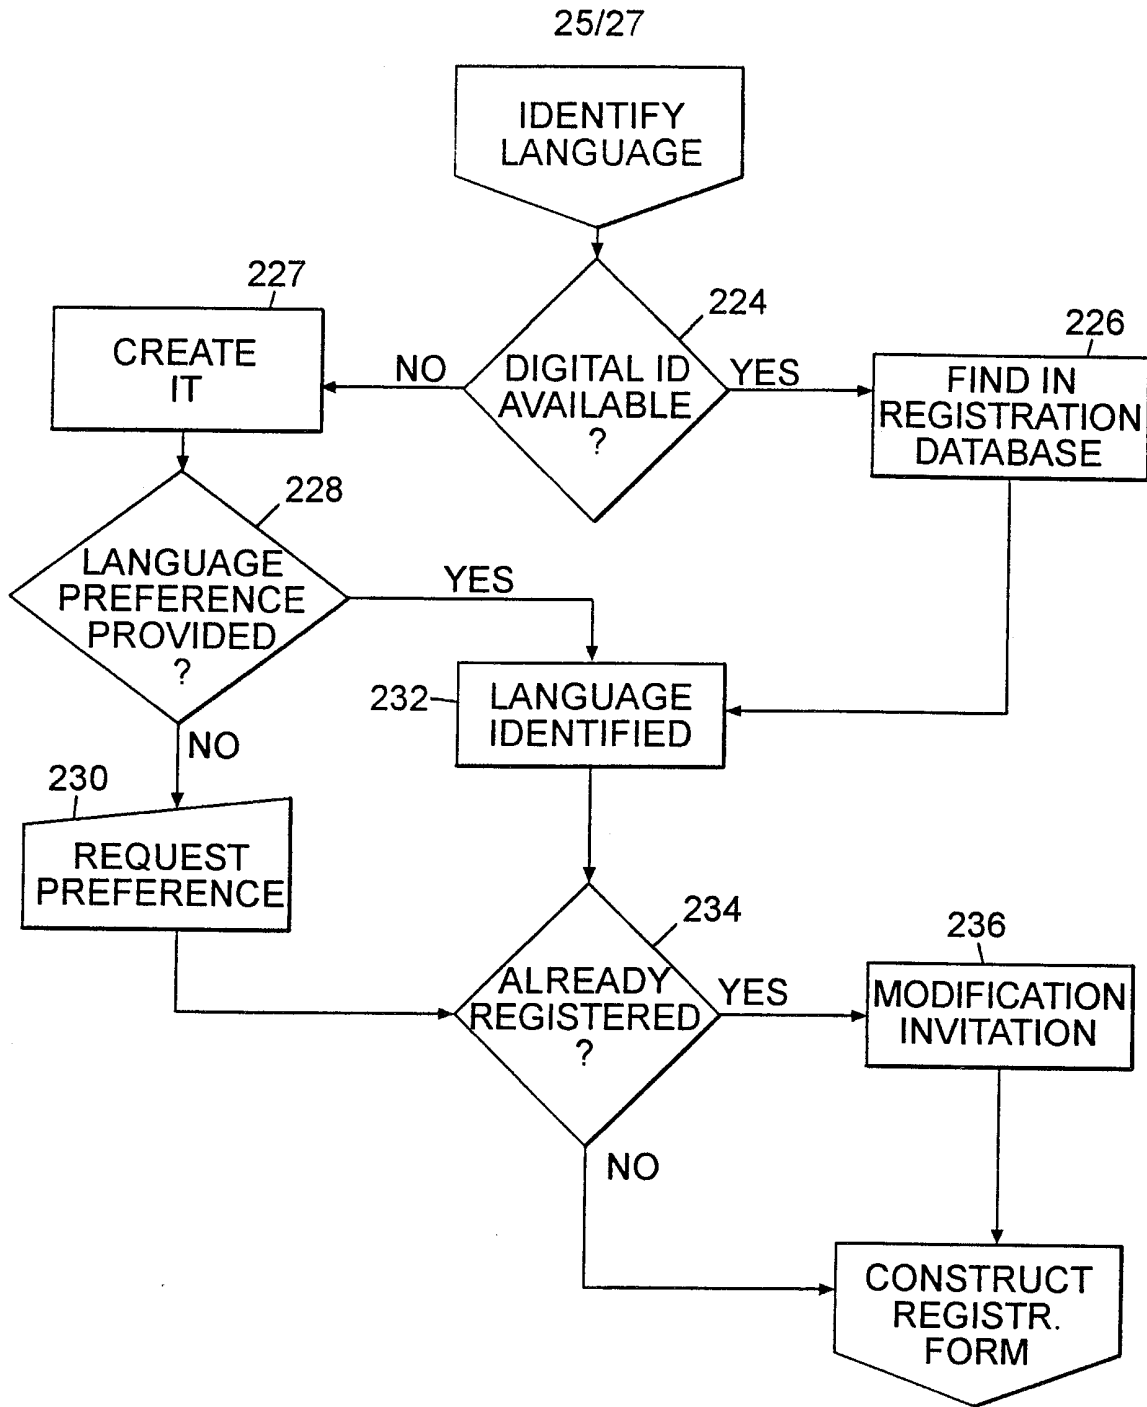 25/27
IDENTIFY
LANGUAGE
227
CREATE
IT
224
NO
DIGITAL ID
AVAILABLE
?
YES
226
FIND IN
REGISTRATION
DATABASE
228
LANGUAGE
PREFERENCE
PROVIDED
?
YES
NO
232
LANGUAGE
IDENTIFIED
230
REQUEST
PREFERENCE
234
ALREADY
REGISTERED
?
YES
NO
236
MODIFICATION
INVITATION
CONSTRUCT
REGISTR.
FORM